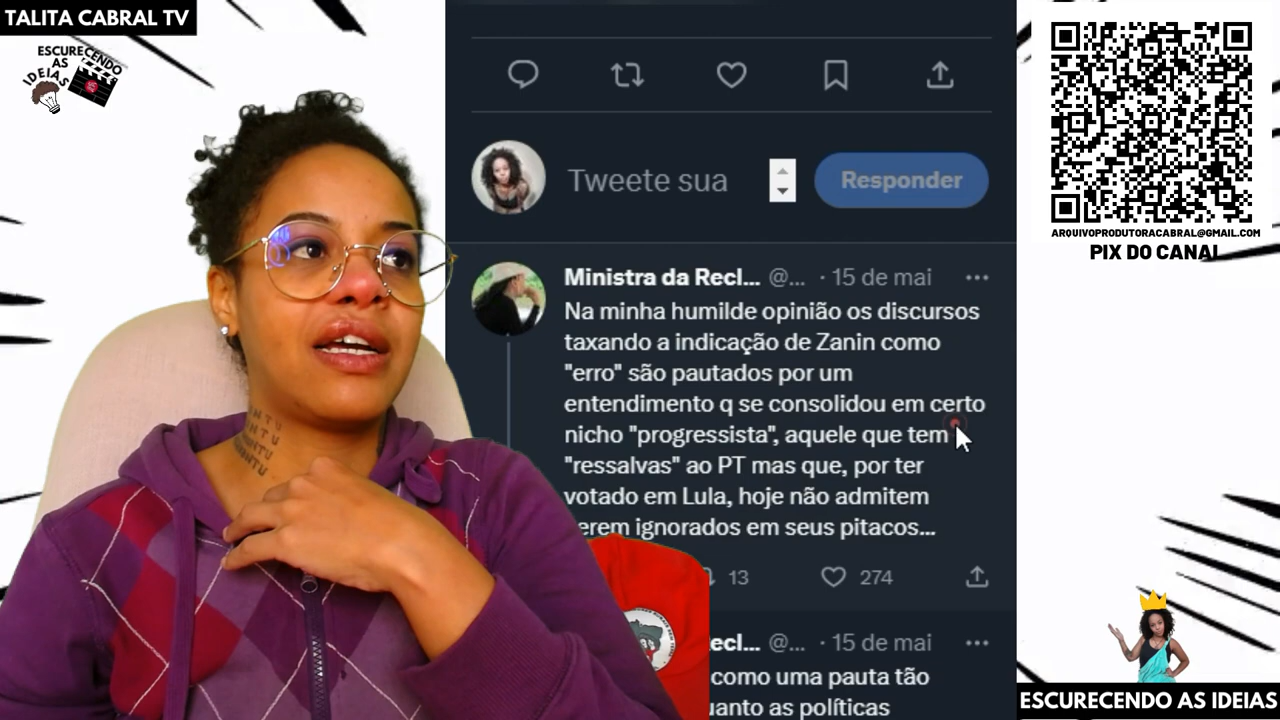 TALITA CABRAL TV
ESCURECENDO
AS
IDEIAS
NTU
NTU
Tweete sua
Responder
Ministra da Recl... @... · 15 de mai
Na minha humilde opinião os discursos
taxando a indicação de Zanin como
"erro" são pautados por um
entendimento q se consolidou em certo
nicho "progressista", aquele que tem
"ressalvas" ao PT mas que, por ter
votado em Lula, hoje não admitem
serem ignorados em seus pitacos...
13 274
ecl... @... · 15 de mai
como uma pauta tão
uanto as políticas
ARQUIVOPRODUTORACABRAL@GMAIL.COM
PIX DO CANAL
ESCURECENDO AS IDEIAS